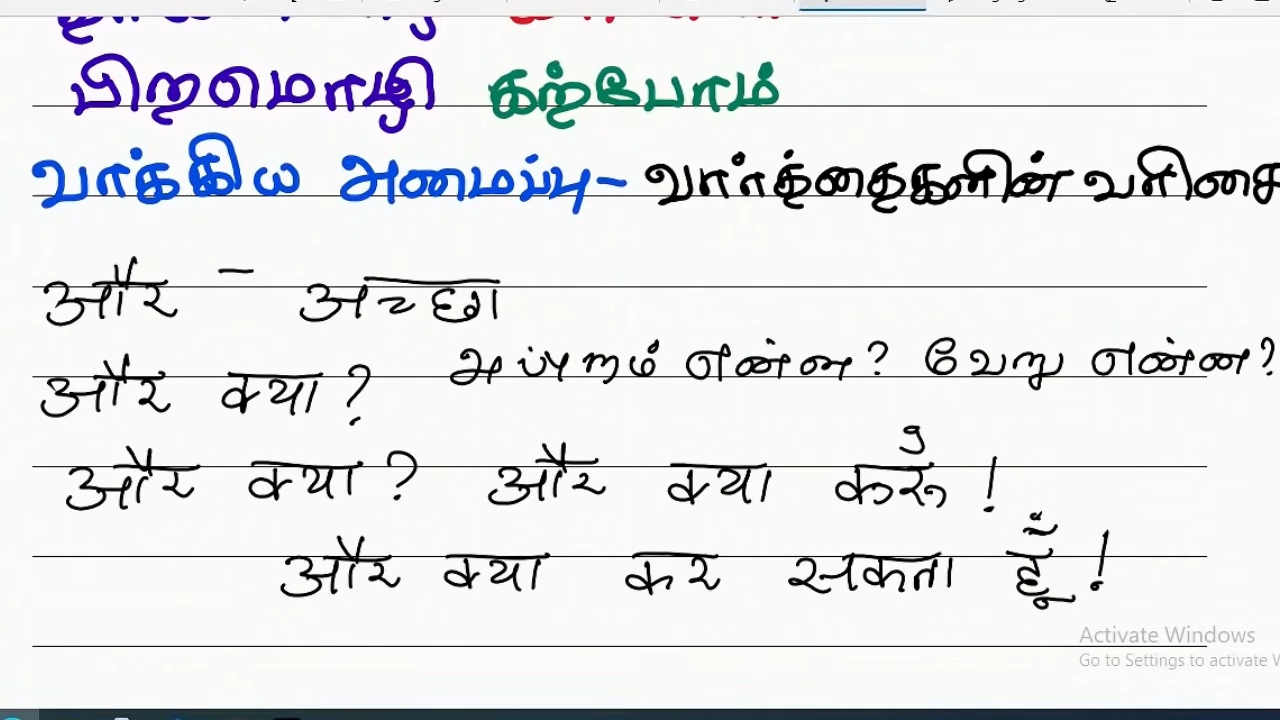 பிறமொழி கற்போம்
வாக்கிய அமைப்பு - வார்த்தைகளின் வரிசை
और - अच्छा
और क्या? அப்புறம் என்ன? வேறு என்ன?
और क्या? और क्या करूँ!
और क्या कर सकता हूँ!
Activate Windows
Go to Settings to activate